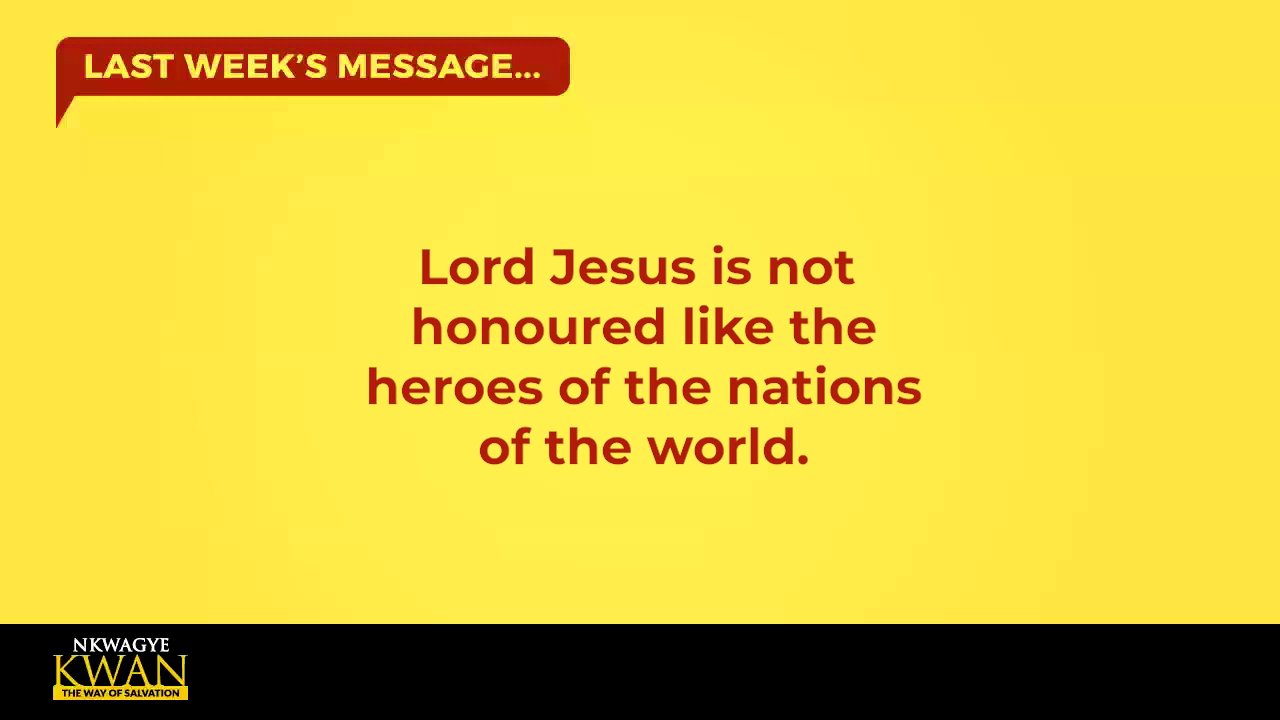 LAST WEEK’S MESSAGE...
Lord Jesus is not
honoured like the
heroes of the nations
of the world.
NKWAGYE
KWAN
THE WAY OF SALVATION